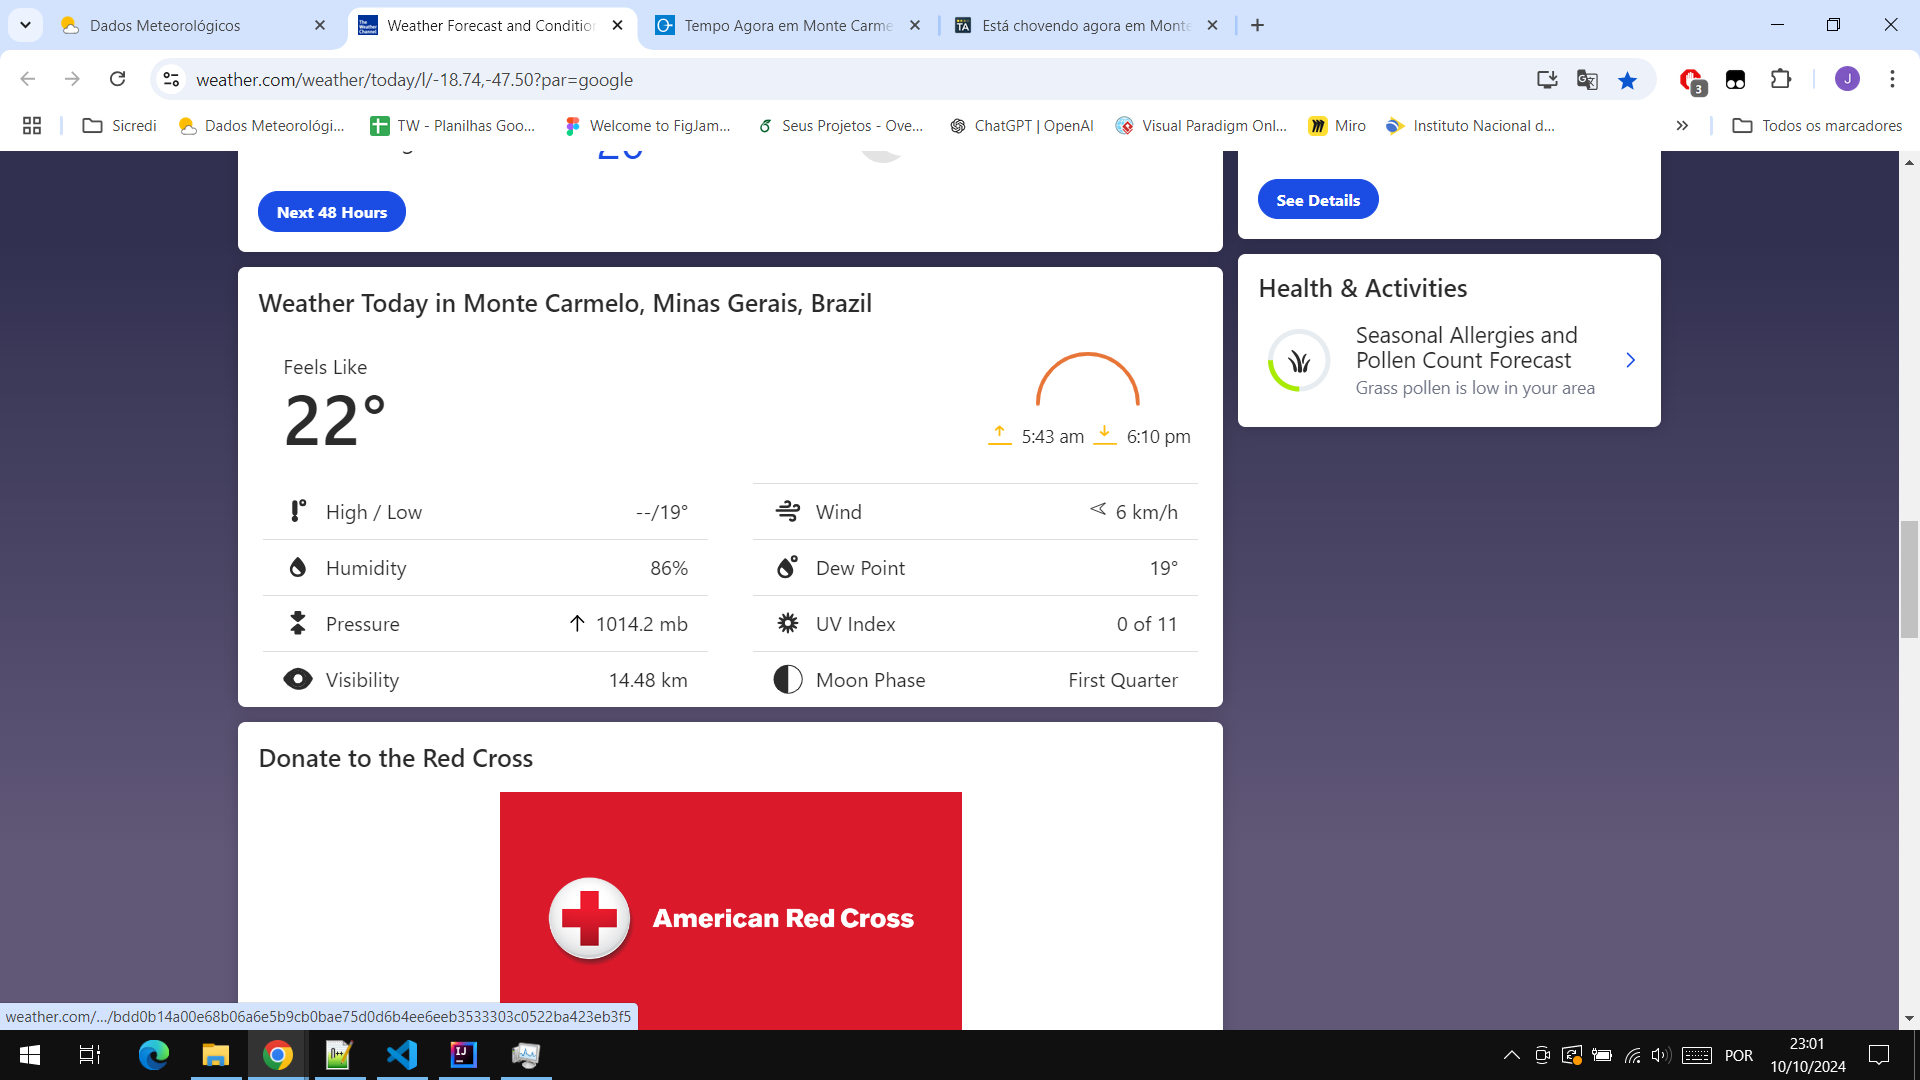 Dados Meteorológicos
Weather Forecast and Condition
Tempo Agora em Monte Carme
Está chovendo agora em Monte
weather.com/weather/today/l/-18.74,-47.50?par=google
3
J
Sicredi
Dados Meteorológi...
TW - Planilhas Goo...
Welcome to FigJam...
Seus Projetos - Ove...
ChatGPT | OpenAI
Visual Paradigm Onl...
Miro
Instituto Nacional d...
Todos os marcadores
Next 48 Hours
See Details
Weather Today in Monte Carmelo, Minas Gerais, Brazil
Feels Like
22°
5:43 am
6:10 pm
High / Low
--/19°
Wind
6 km/h
Humidity
86%
Dew Point
19°
Pressure
1014.2 mb
UV Index
0 of 11
Visibility
14.48 km
Moon Phase
First Quarter
Health & Activities
Seasonal Allergies and
Pollen Count Forecast
Grass pollen is low in your area
Donate to the Red Cross
American Red Cross
weather.com/.../bdd0b14a00e68b06a6e5b9cb0bae75d0d6b4ee6eeb3533303c0522ba423eb3f5
POR
23:01
10/10/2024